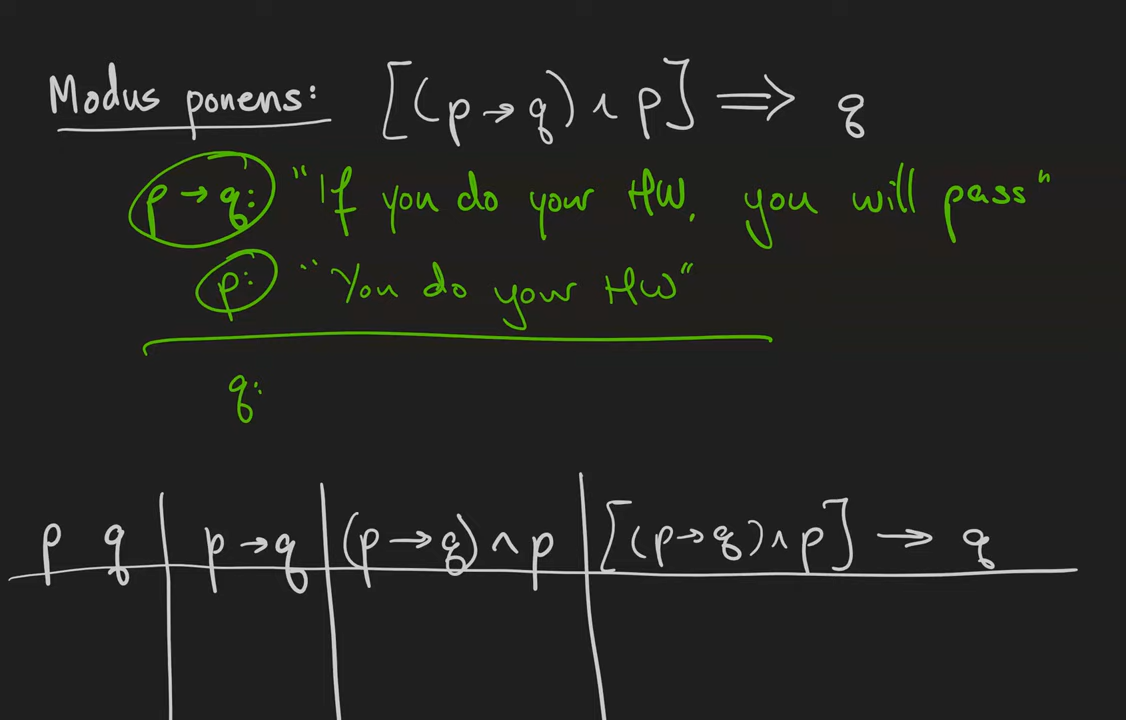 Modus ponens: [(p → q) ∧ p] ⟹ q
p → q: "If you do your HW, you will pass"
p: "You do your HW"
q:
p q p → q (p → q) ∧ p [(p → q) ∧ p] → q